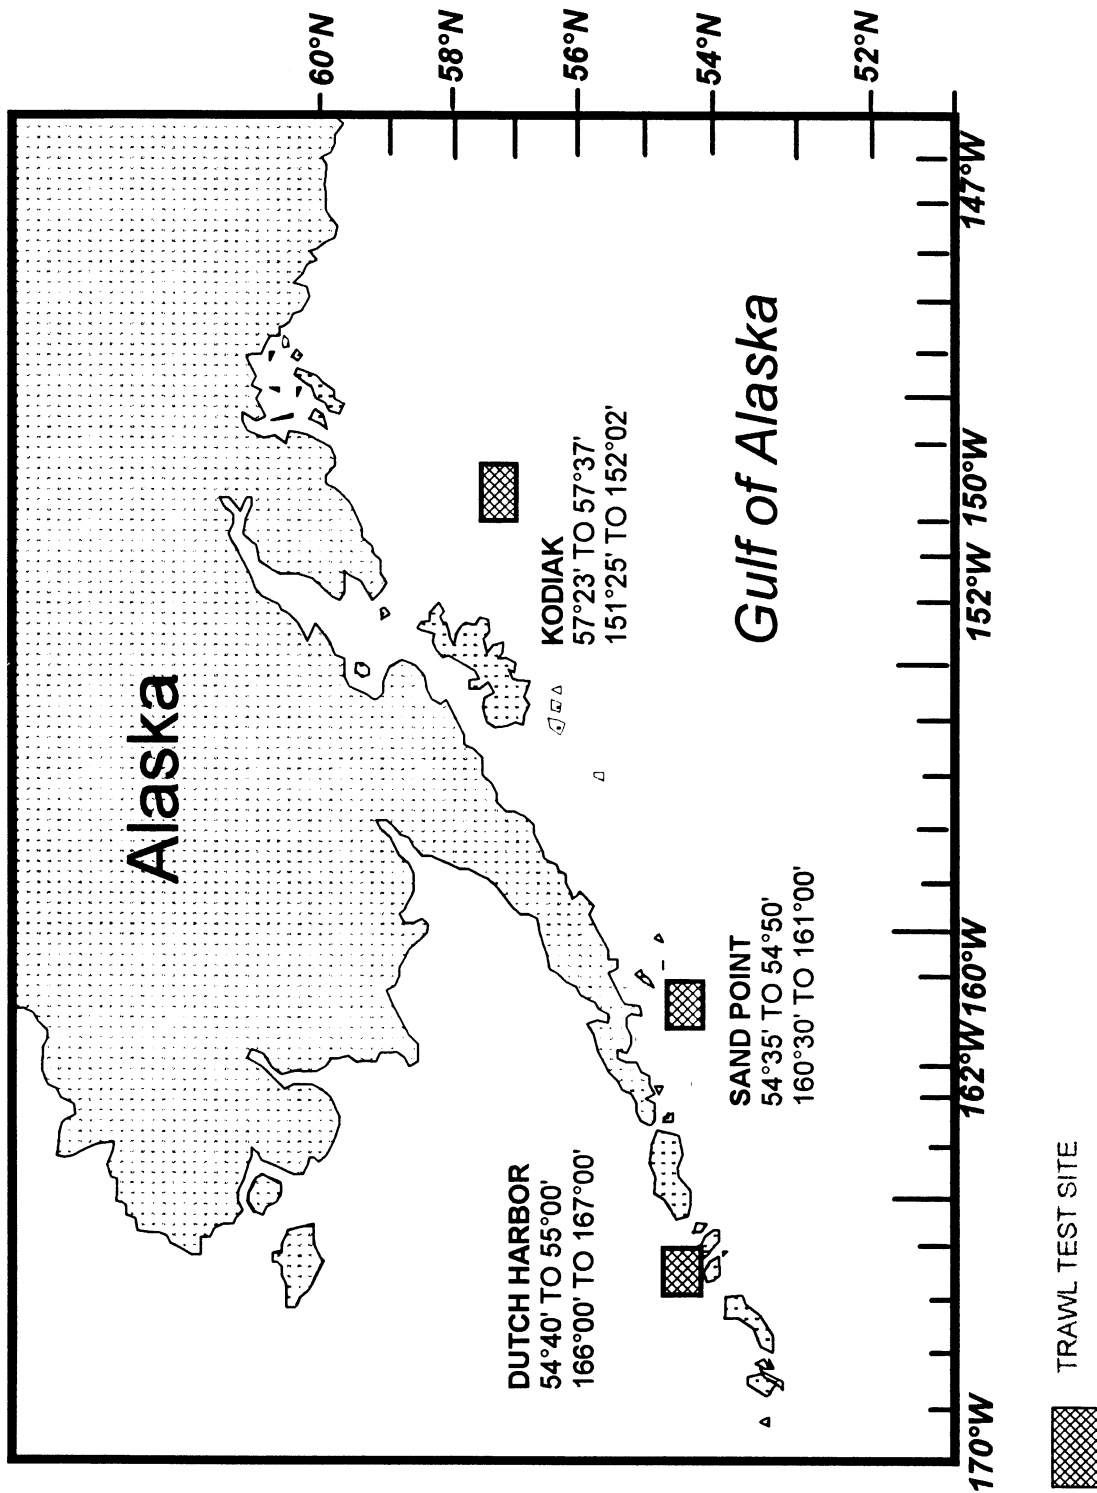 Alaska
60°N
58°N
56°N
54°N
52°N
DUTCH HARBOR
54°40' TO 55°00'
166°00' TO 167°00'
KODIAK
57°23' TO 57°37'
151°25' TO 152°02'
SAND POINT
54°35' TO 54°50'
160°30' TO 161°00'
Gulf of Alaska
170°W 162°W 160°W 152°W 150°W 147°W
TRAWL TEST SITE